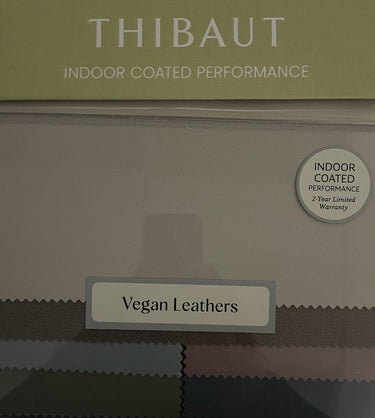 THIBAUT
INDOOR COATED PERFORMANCE
INDOOR
COATED
PERFORMANCE
2-Year Limited
Warranty
Vegan Leathers